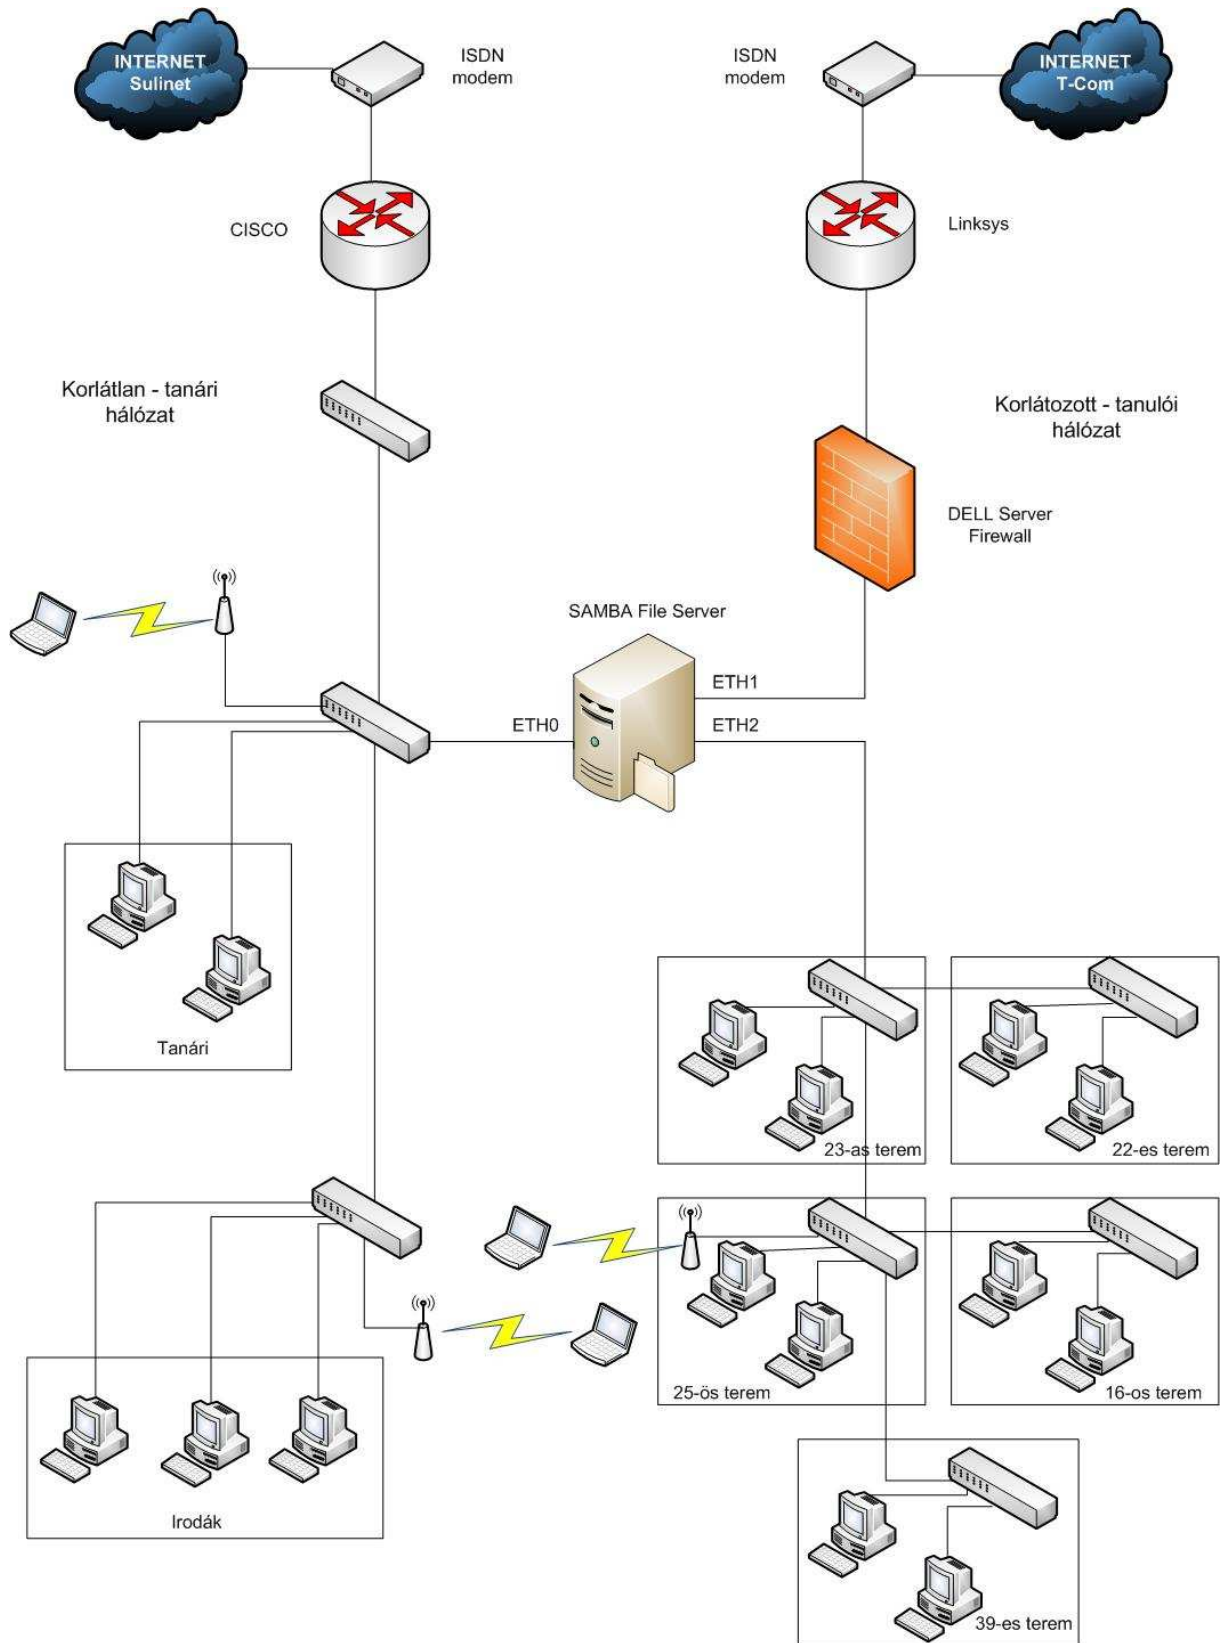 INTERNET
Sulinet
ISDN
modem
ISDN
modem
INTERNET
T-Com
CISCO
Linksys
Korlátlan - tanári
hálózat
Korlátozott - tanulói
hálózat
DELL Server
Firewall
SAMBA File Server
ETH1
ETH0
ETH2
Tanári
23-as terem
22-es terem
25-ös terem
16-os terem
Irodák
39-es terem